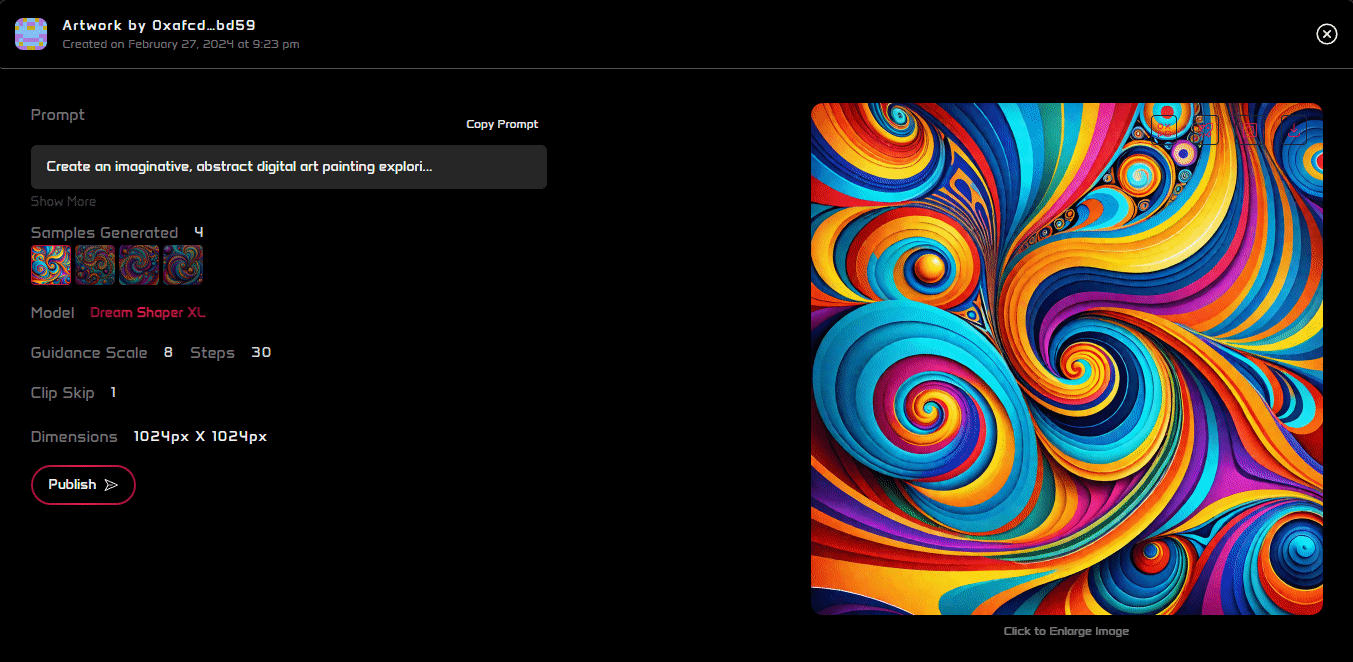 Artwork by 0xafcd...bd59
Created on February 27, 2024 at 9:23 pm
Prompt
Copy Prompt
Create an imaginative, abstract digital art painting explori...
Show More
Samples Generated 4
Model Dream Shaper XL
Guidance Scale 8 Steps 30
Clip Skip 1
Dimensions 1024px X 1024px
Publish
Click to Enlarge Image